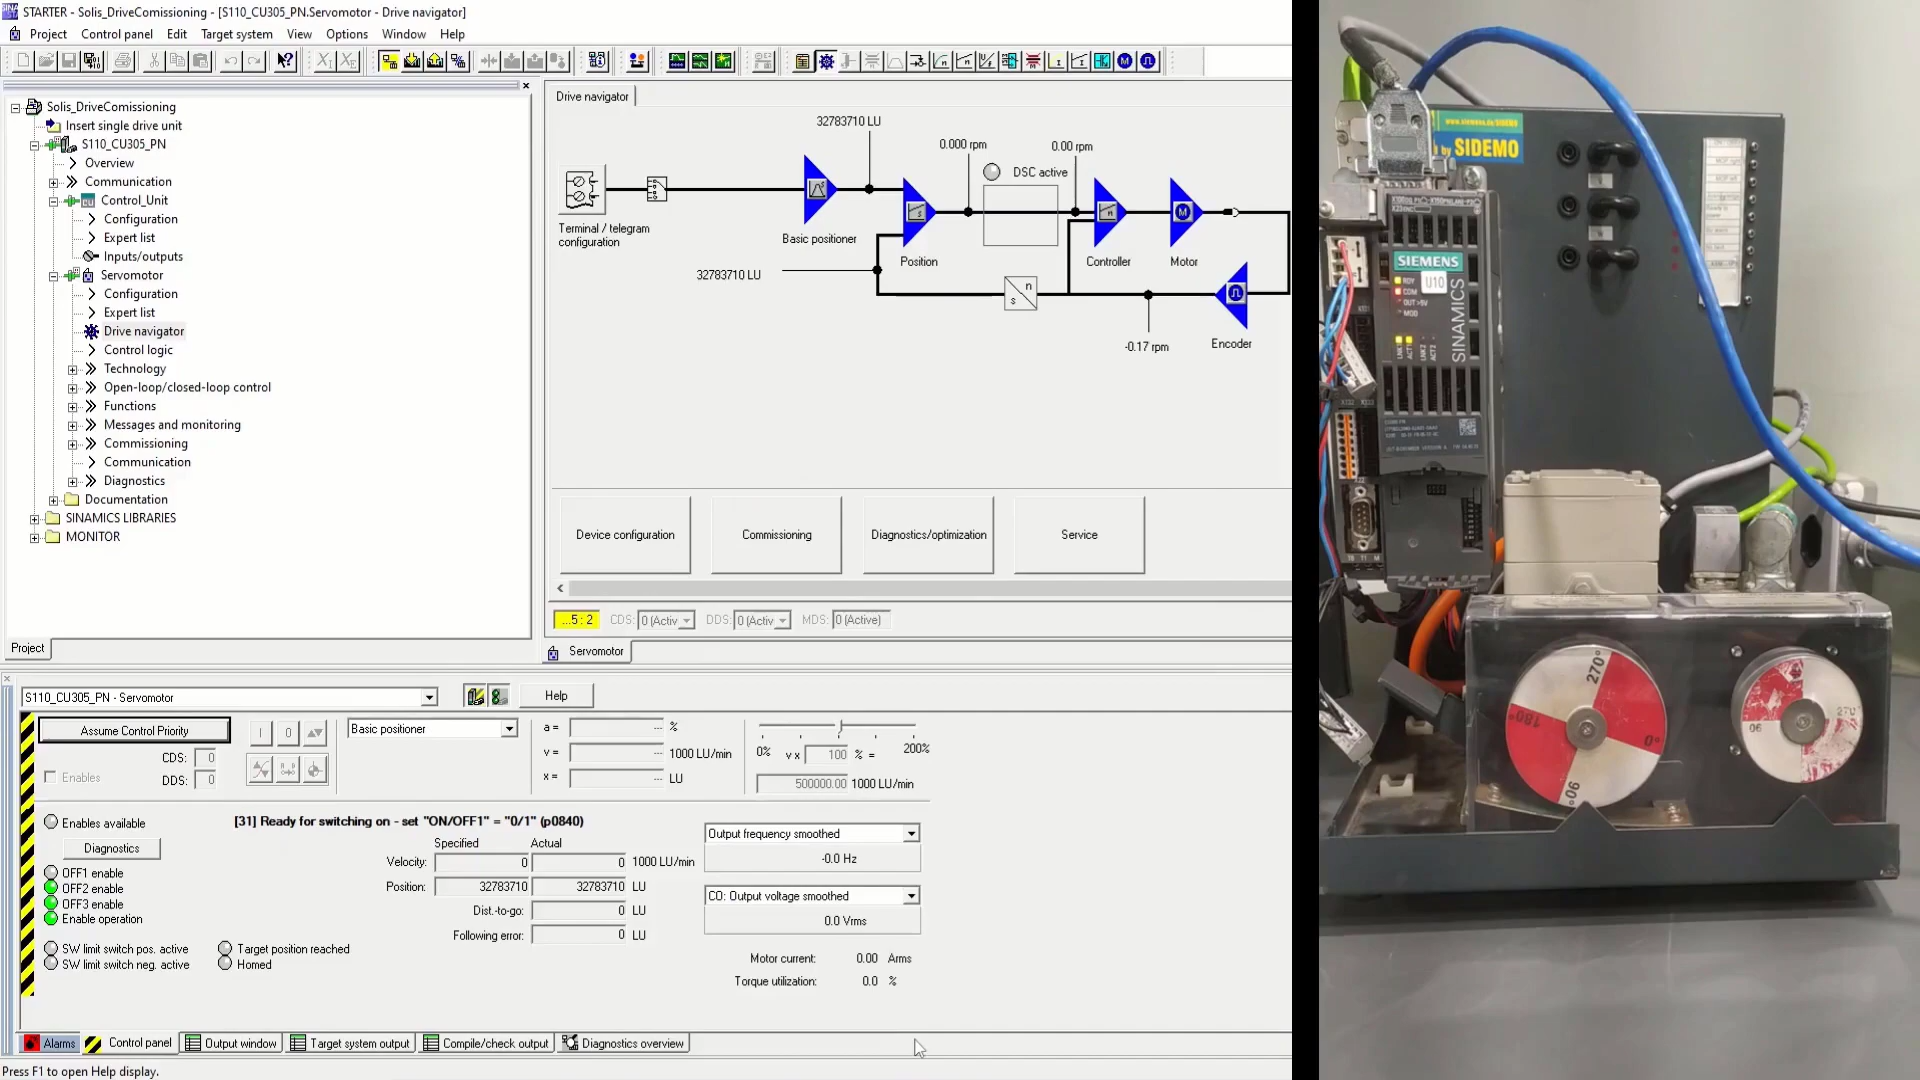 STARTER - Solis_DriveComissioning - [S110_CU305_PN.Servomotor - Drive navigator]
Project Control panel Edit Target system View Options Window Help
Solis_DriveComissioning
Insert single drive unit
S110_CU305_PN
Overview
Communication
Control_Unit
Configuration
Expert list
Inputs/outputs
Servomotor
Configuration
Expert list
Drive navigator
Control logic
Technology
Open-loop/closed-loop control
Functions
Messages and monitoring
Commissioning
Communication
Diagnostics
Documentation
SINAMICS LIBRARIES
MONITOR
Project
Drive navigator
32783710 LU
0.000 rpm
0.00 rpm
DSC active
Terminal / telegram
configuration
Basic positioner
Position
Controller
Motor
32783710 LU
n
s
-0.17 rpm
Encoder
Device configuration
Commissioning
Diagnostics/optimization
Service
...5 : 2 CDS: 0 (Activ DDS: 0 (Activ MDS: 0 (Active)
Servomotor
S110_CU305_PN - Servomotor
Help
Assume Control Priority
I 0
CDS: 0
Enables
DDS: 0
Basic positioner
a = --- %
v = --- 1000 LU/min
x = --- LU
0% 200%
v x 100 % =
500000.00 1000 LU/min
Enables available
Diagnostics
OFF1 enable
OFF2 enable
OFF3 enable
Enable operation
SW limit switch pos. active
SW limit switch neg. active
Target position reached
Homed
[31] Ready for switching on - set "ON/OFF1" = "0/1" (p0840)
Specified Actual
Velocity: 0 0 1000 LU/min
Position: 32783710 32783710 LU
Dist.-to-go: 0 LU
Following error: 0 LU
Output frequency smoothed
-0.0 Hz
CO: Output voltage smoothed
0.0 Vrms
Motor current: 0.00 Arms
Torque utilization: 0.0 %
Alarms Control panel Output window Target system output Compile/check output Diagnostics overview
Press F1 to open Help display.
www.siemens.de/SIDEMO
by SIDEMO
SIEMENS
U10
RDY
COM
OUT>5V
MOD
SINAMICS
270°
180°
0°
90°
270
90